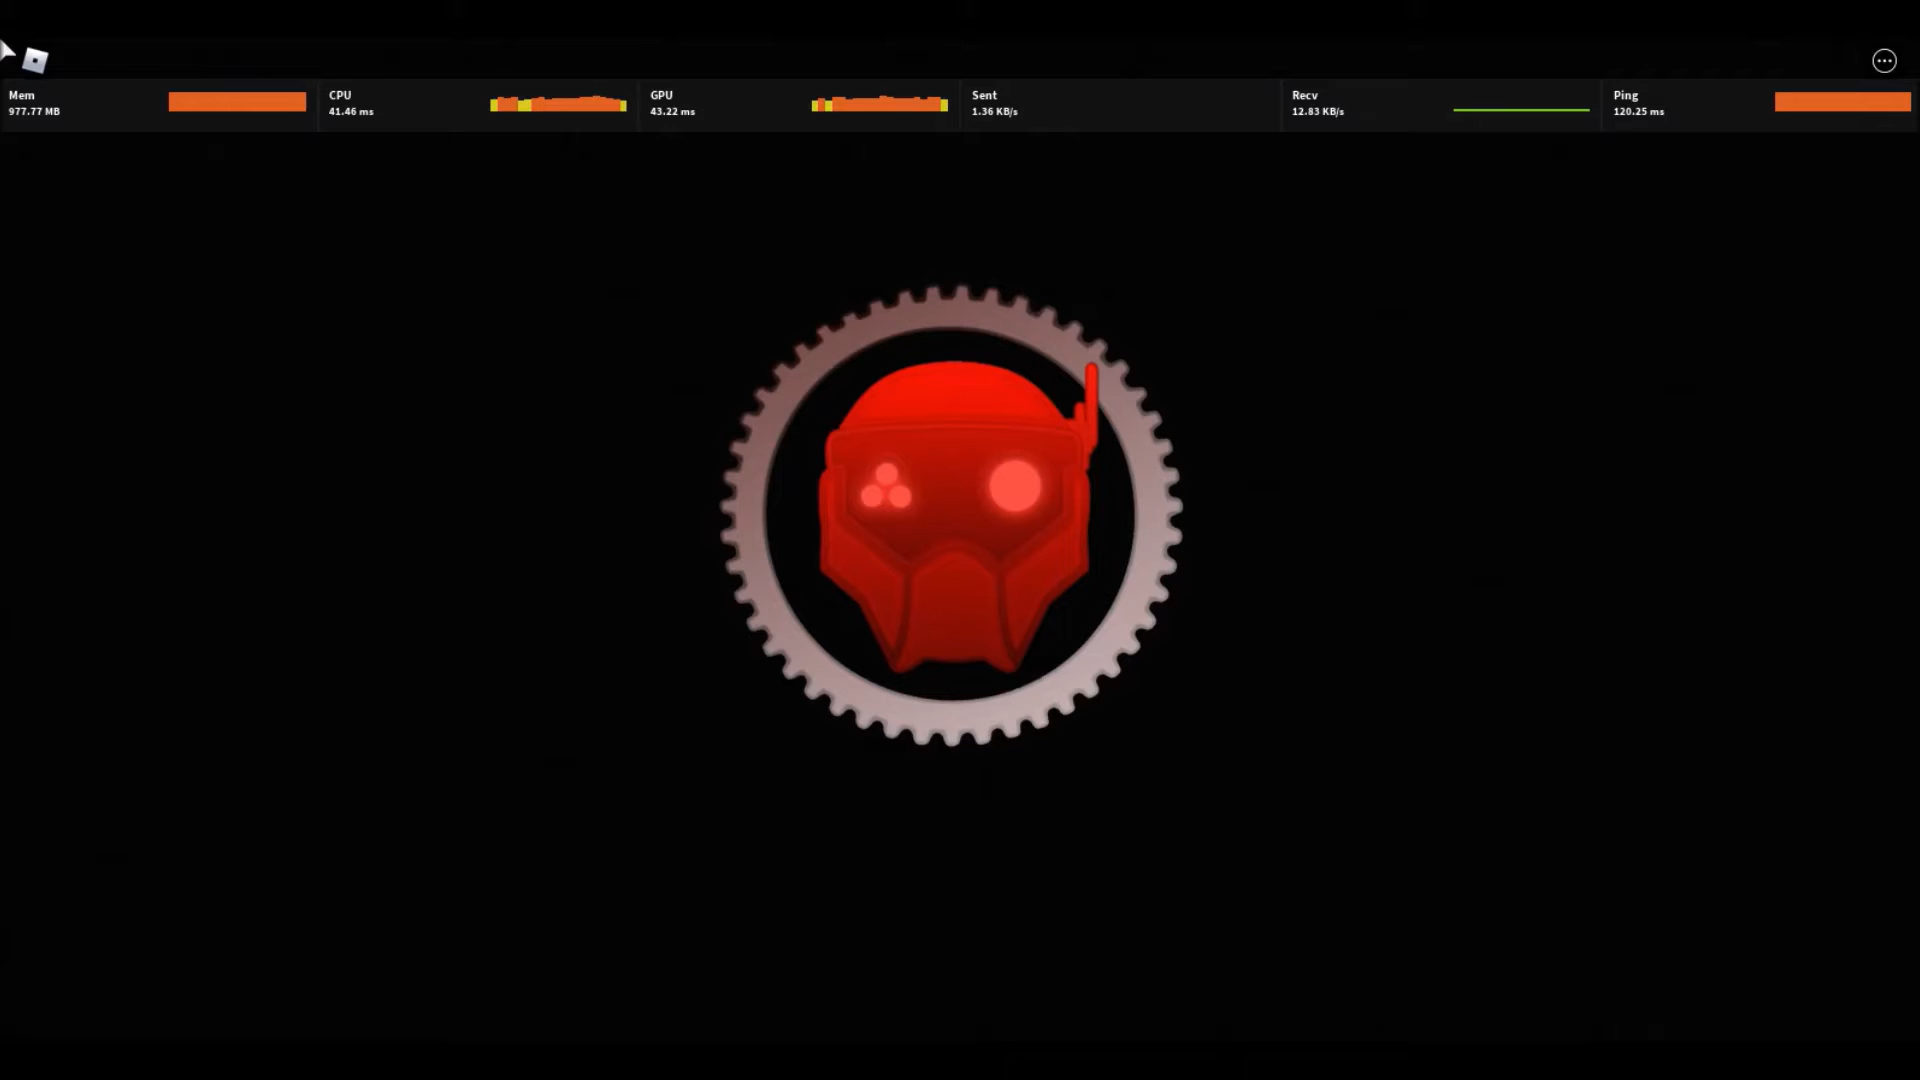 Mem
977.77 MB
CPU
41.46 ms
GPU
43.22 ms
Sent
1.36 KB/s
Recv
12.83 KB/s
Ping
120.25 ms